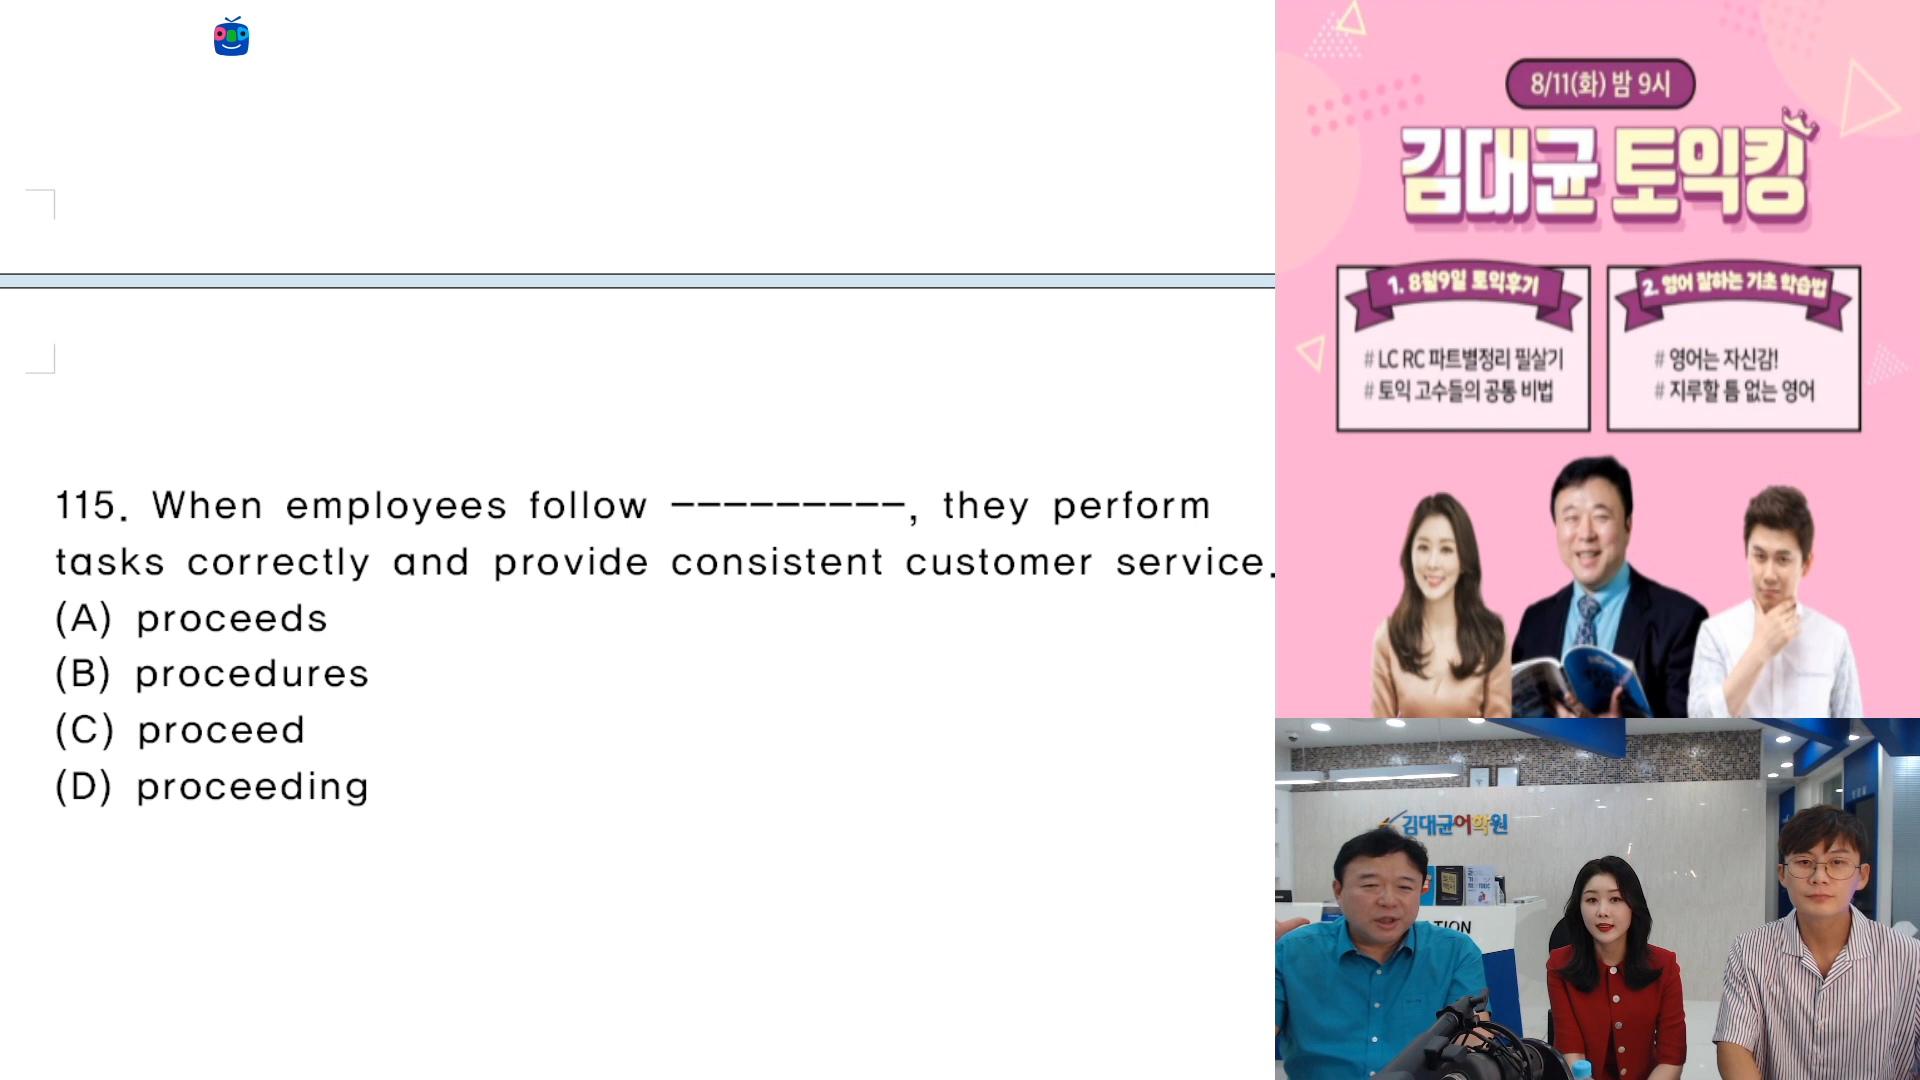 115. When employees follow ---------, they perform
tasks correctly and provide consistent customer service.
(A) proceeds
(B) procedures
(C) proceed
(D) proceeding
8/11(화) 밤 9시
김대균 토익킹
1. 8월9일 토익후기
# LC RC 파트별정리 필살기
# 토익 고수들의 공통 비법
2. 영어 잘하는 기초 학습법
# 영어는 자신감!
# 지루할 틈 없는 영어
김대균어학원
TION